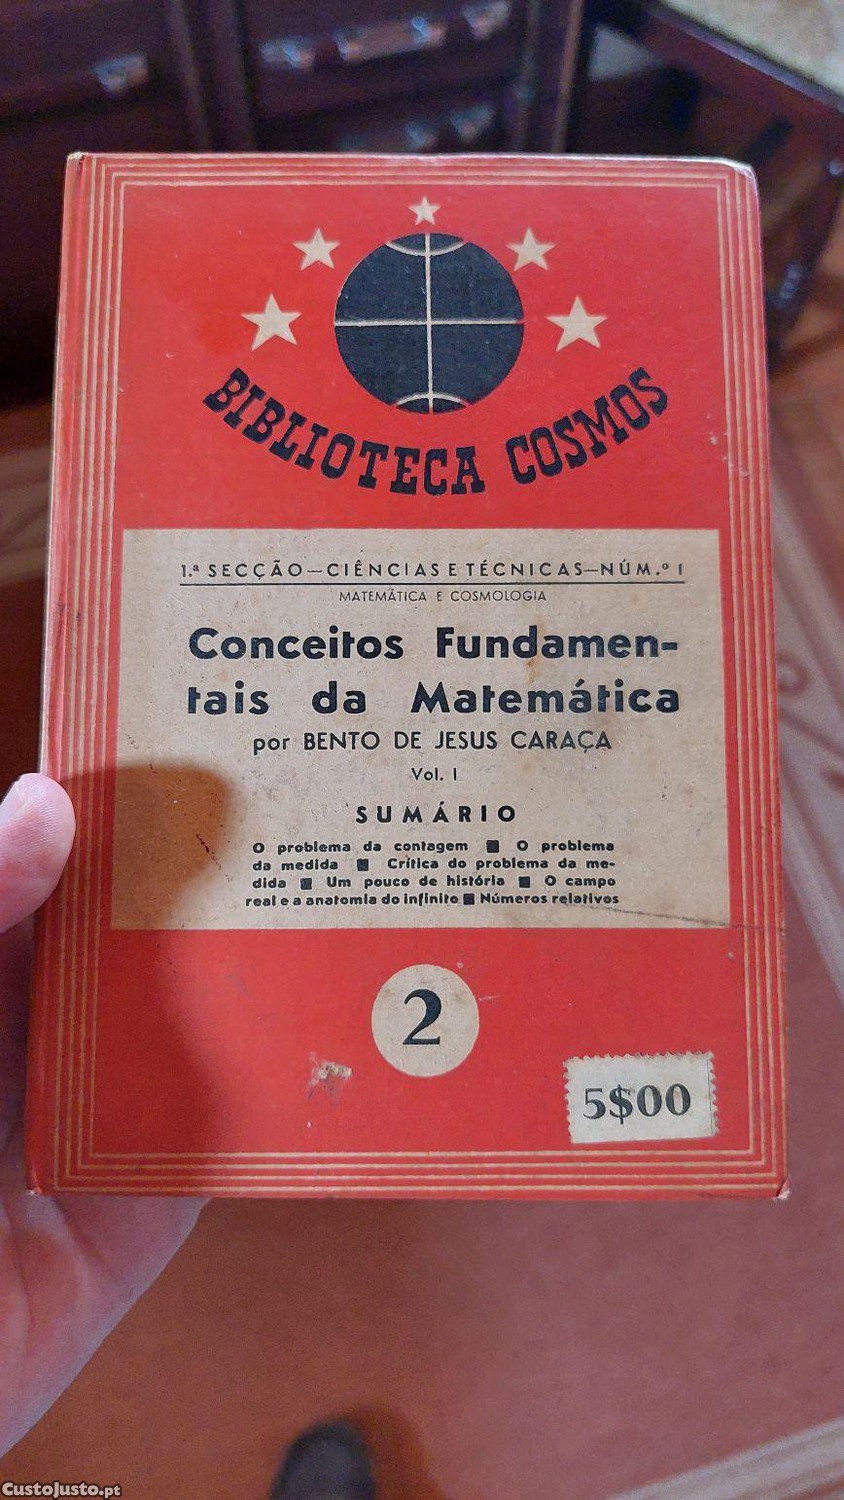 BIBLIOTECA COSMOS
1.ª SECÇÃO—CIÊNCIAS E TÉCNICAS—NÚM.º 1
MATEMÁTICA E COSMOLOGIA
Conceitos Fundamen-
tais da Matemática
por BENTO DE JESUS CARAÇA
Vol. I
SUMÁRIO
O problema da contagem ■ O problema
da medida ■ Crítica do problema da me-
dida ■ Um pouco de história ■ O campo
real e a anatomia do infinito ■ Números relativos
2
5$00
CustoJusto.pt